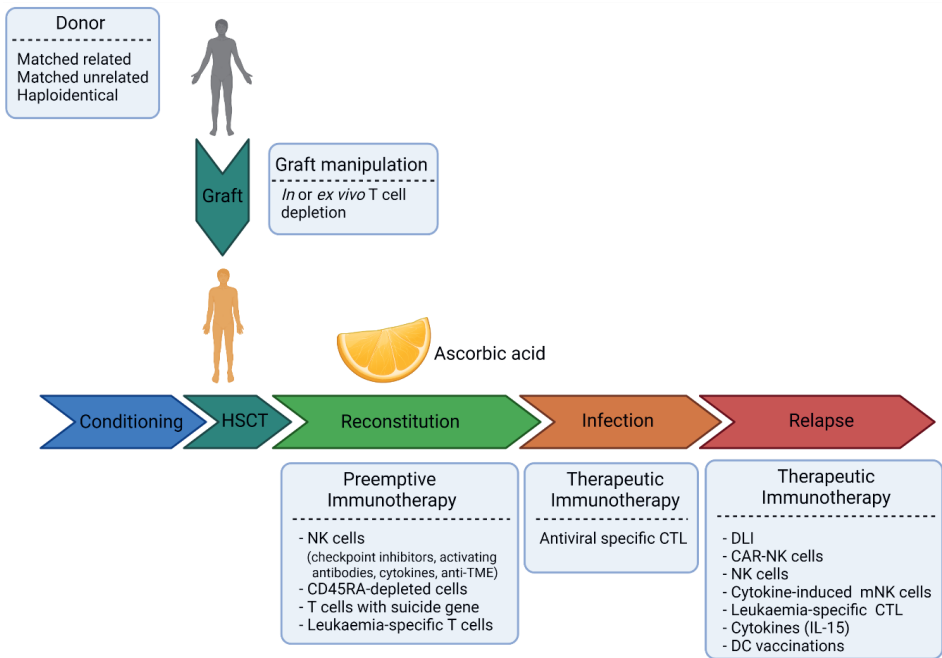 Donor
Matched related
Matched unrelated
Haploidentical
Graft manipulation
In or ex vivo T cell
depletion
Graft
Ascorbic acid
Conditioning
HSCT
Reconstitution
Infection
Relapse
Preemptive
Immunotherapy
- NK cells
(checkpoint inhibitors, activating
antibodies, cytokines, anti-TME)
- CD45RA-depleted cells
- T cells with suicide gene
- Leukaemia-specific T cells
Therapeutic
Immunotherapy
Antiviral specific CTL
Therapeutic
Immunotherapy
- DLI
- CAR-NK cells
- NK cells
- Cytokine-induced mNK cells
- Leukaemia-specific CTL
- Cytokines (IL-15)
- DC vaccinations